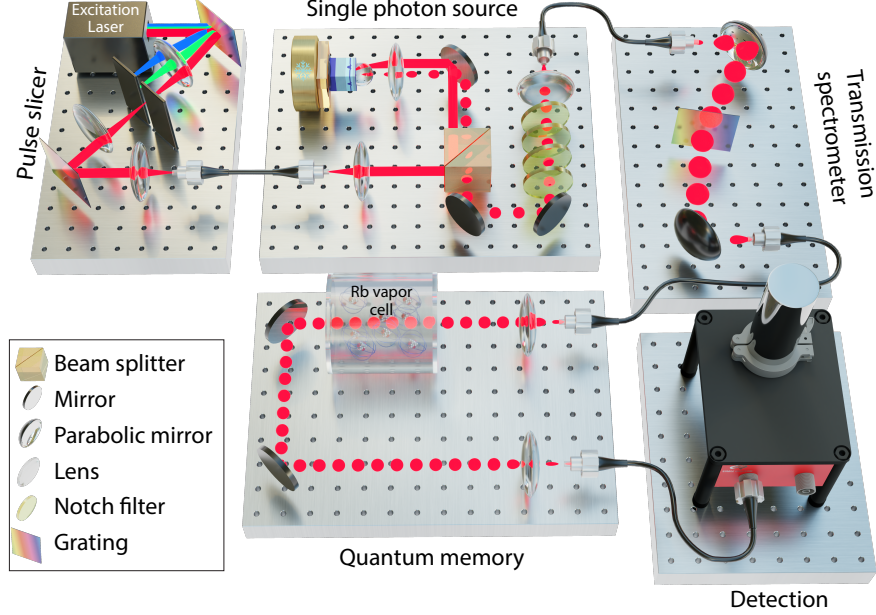 Excitation
Laser
Single photon source
Pulse slicer
Transmission
spectrometer
Rb vapor
cell
Beam splitter
Mirror
Parabolic mirror
Lens
Notch filter
Grating
Quantum memory
Detection